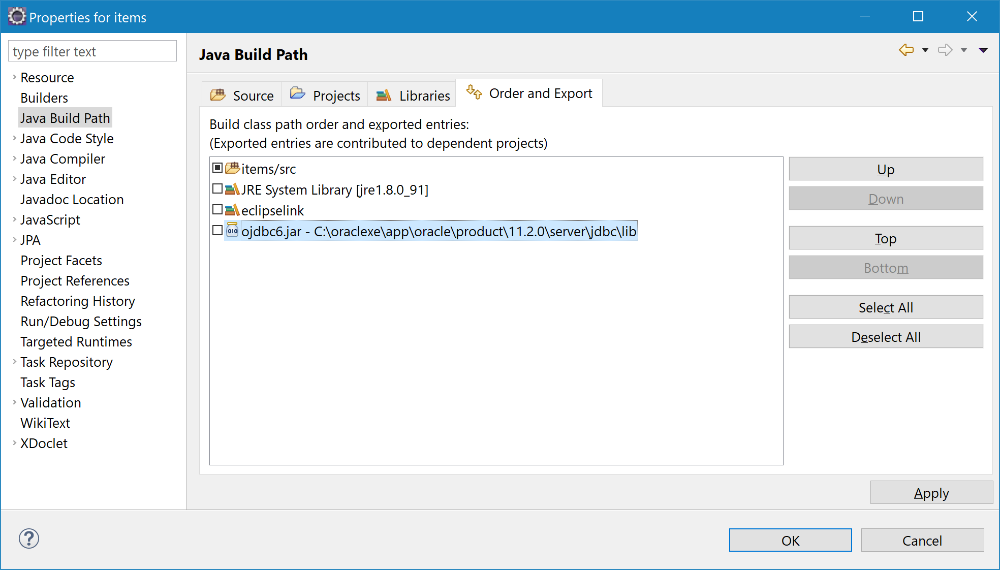 Properties for items
type filter text
Resource
Builders
Java Build Path
Java Code Style
Java Compiler
Java Editor
Javadoc Location
JavaScript
JPA
Project Facets
Project References
Refactoring History
Run/Debug Settings
Targeted Runtimes
Task Repository
Task Tags
Validation
WikiText
XDoclet
Java Build Path
Source Projects Libraries Order and Export
Build class path order and exported entries:
(Exported entries are contributed to dependent projects)
items/src
JRE System Library [jre1.8.0_91]
eclipselink
010 ojdbc6.jar - C:\oraclexe\app\oracle\product\11.2.0\server\jdbc\lib
Up
Down
Top
Bottom
Select All
Deselect All
Apply
?
OK Cancel